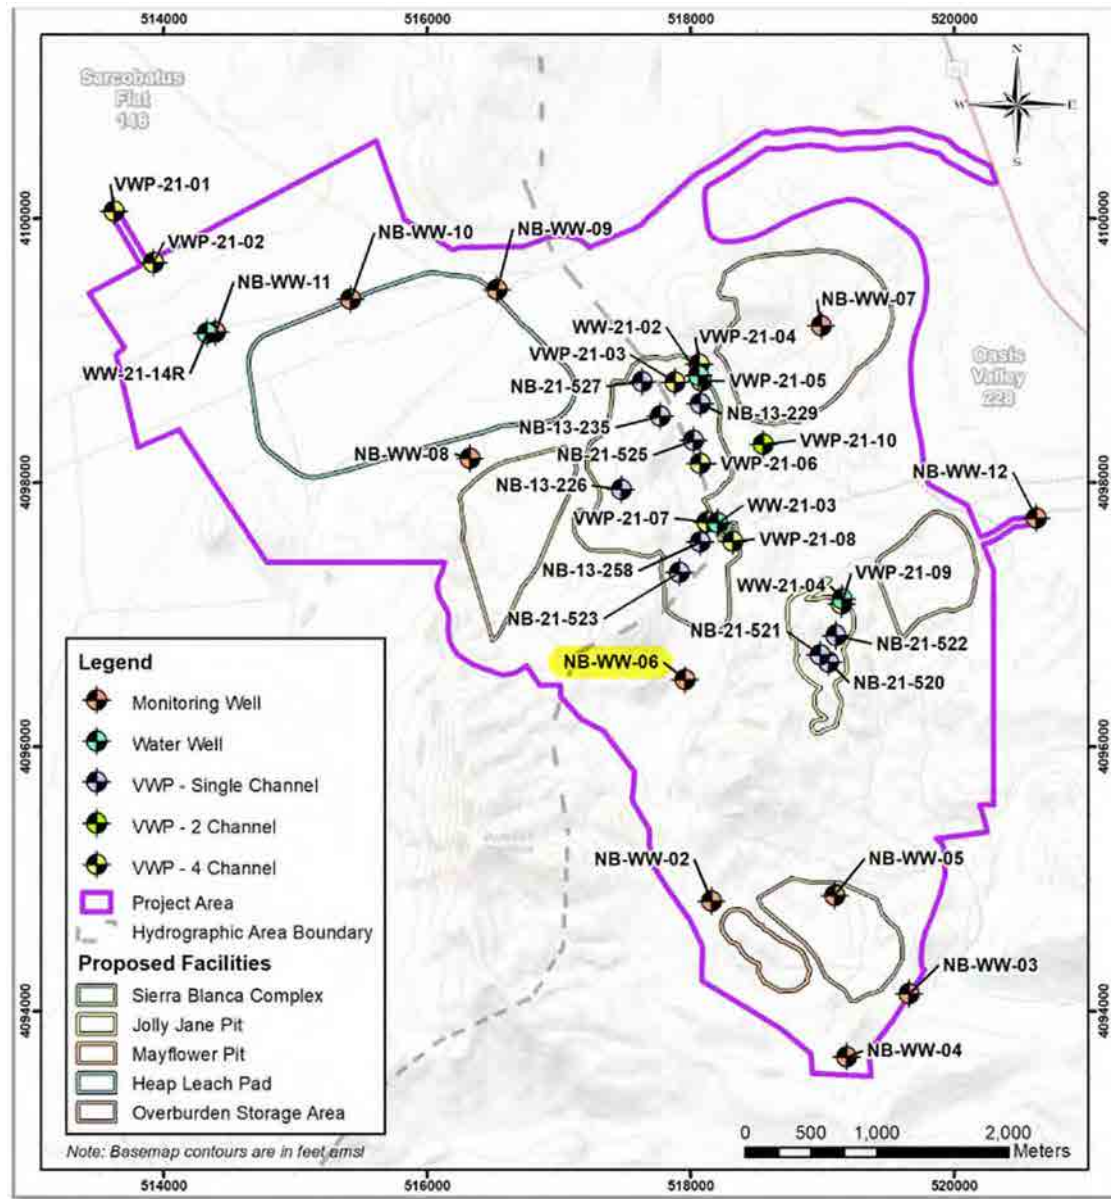 514000
516000
518000
520000
Sarcobatus
Flat
146
N
W
E
S
VWP-21-01
4100000
4100000
VWP-21-02
NB-WW-10
NB-WW-09
NB-WW-11
NB-WW-07
WW-21-02
VWP-21-04
VWP-21-03
Oasis
Valley
228
WW-21-14R
NB-21-527
VWP-21-05
NB-13-229
NB-13-235
VWP-21-10
NB-WW-08
NB-21-525
VWP-21-06
NB-WW-12
4098000
4098000
NB-13-226
WW-21-03
VWP-21-07
VWP-21-08
NB-13-258
WW-21-04
VWP-21-09
NB-21-523
NB-21-521
NB-21-522
NB-WW-06
NB-21-520
Legend
Monitoring Well
Water Well
VWP - Single Channel
VWP - 2 Channel
VWP - 4 Channel
Project Area
Hydrographic Area Boundary
Proposed Facilities
Sierra Blanca Complex
Jolly Jane Pit
Mayflower Pit
Heap Leach Pad
Overburden Storage Area
4096000
4096000
NB-WW-02
NB-WW-05
NB-WW-03
4094000
4094000
NB-WW-04
Note: Basemap contours are in feet amsl
0 500 1,000 2,000
Meters
514000
516000
518000
520000